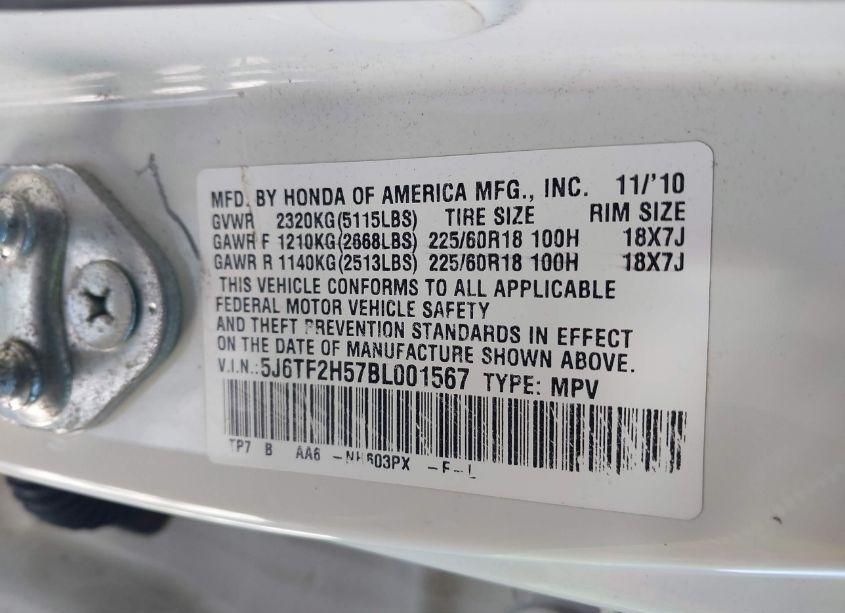 MFD. BY HONDA OF AMERICA MFG., INC. 11/'10
GVWR 2320KG(5115LBS) TIRE SIZE RIM SIZE
GAWR F 1210KG(2668LBS) 225/60R18 100H 18X7J
GAWR R 1140KG(2513LBS) 225/60R18 100H 18X7J
THIS VEHICLE CONFORMS TO ALL APPLICABLE
FEDERAL MOTOR VEHICLE SAFETY
AND THEFT PREVENTION STANDARDS IN EFFECT
ON THE DATE OF MANUFACTURE SHOWN ABOVE.
V.I.N.:5J6TF2H57BL001567 TYPE: MPV
TP7 B AA6 -NH603PX -F-L